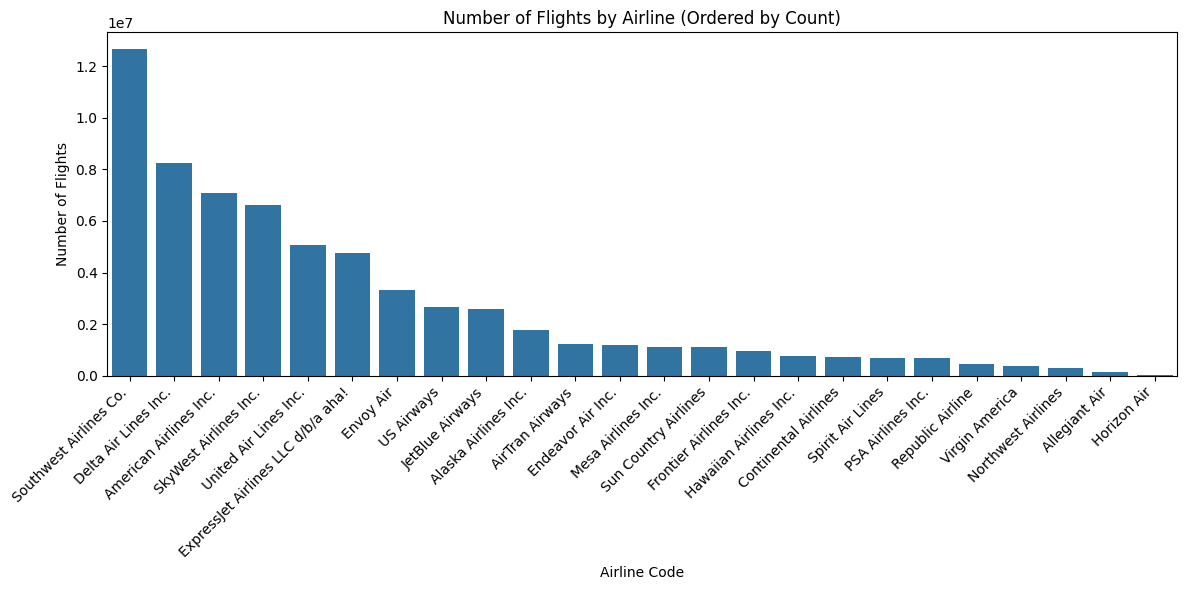 Number of Flights by Airline (Ordered by Count)
1e7
1.2
1.0
0.8
0.6
0.4
0.2
0.0
Number of Flights
Southwest Airlines Co.
Delta Air Lines Inc.
American Airlines Inc.
SkyWest Airlines Inc.
United Air Lines Inc.
ExpressJet Airlines LLC d/b/a aha!
Envoy Air
US Airways
JetBlue Airways
Alaska Airlines Inc.
AirTran Airways
Endeavor Air Inc.
Mesa Airlines Inc.
Sun Country Airlines
Frontier Airlines Inc.
Hawaiian Airlines Inc.
Continental Airlines
Spirit Air Lines
PSA Airlines Inc.
Republic Airline
Virgin America
Northwest Airlines
Allegiant Air
Horizon Air
Airline Code